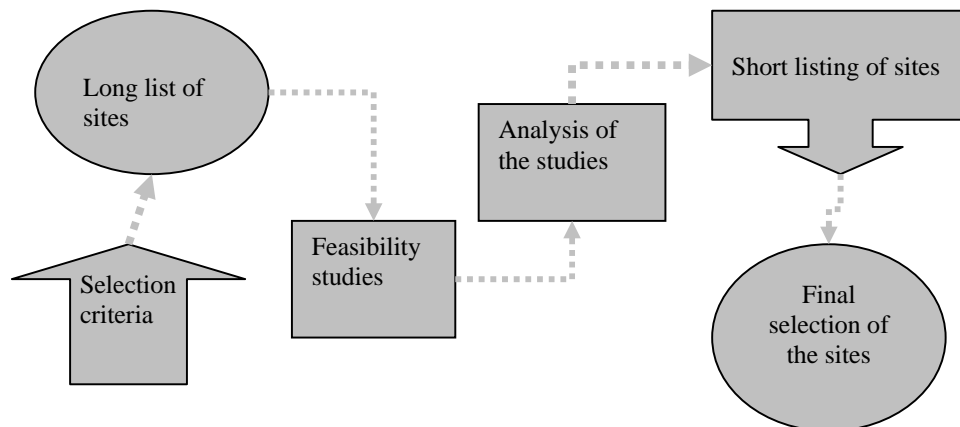 Selection
criteria
Long list of
sites
Feasibility
studies
Analysis of
the studies
Short listing of sites
Final
selection of
the sites